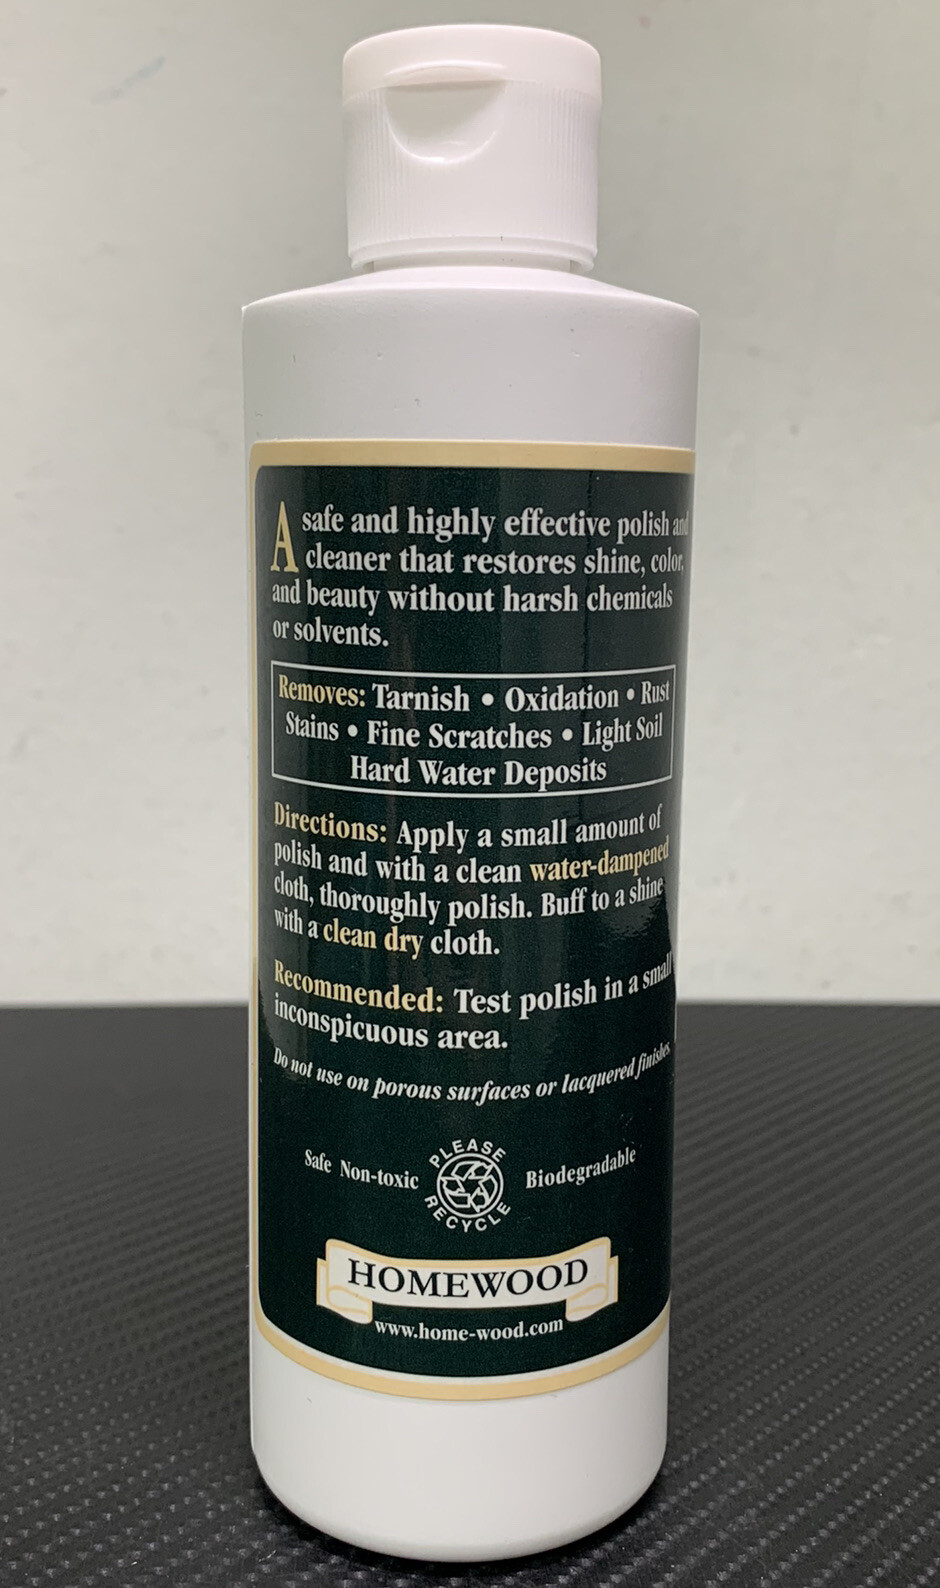 A safe and highly effective polish and
cleaner that restores shine, color,
and beauty without harsh chemicals
or solvents.
Removes: Tarnish • Oxidation • Rust
Stains • Fine Scratches • Light Soil
Hard Water Deposits
Directions: Apply a small amount of
polish and with a clean water-dampened
cloth, thoroughly polish. Buff to a shine
with a clean dry cloth.
Recommended: Test polish in a small
inconspicuous area.
Do not use on porous surfaces or lacquered finishes.
Safe Non-toxic
PLEASE
RECYCLE
Biodegradable
HOMEWOOD
www.home-wood.com